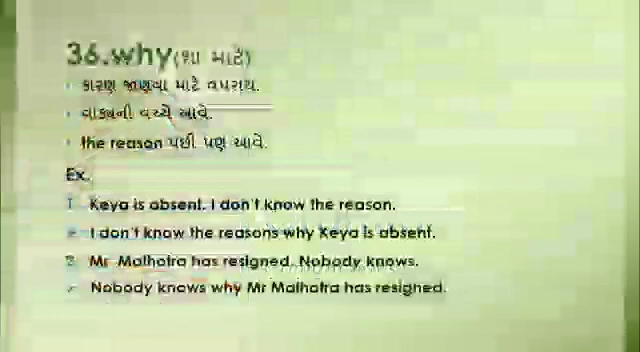 36.why(શા માટે)
કારણ જાણવા માટે વપરાય.
વાક્યની વચ્ચે આવે.
the reason પછી પણ આવે.
Ex.
Keya is absent. I don't know the reason.
I don't know the reasons why Keya is absent.
Mr Malhotra has resigned. Nobody knows.
Nobody knows why Mr Malhotra has resigned.